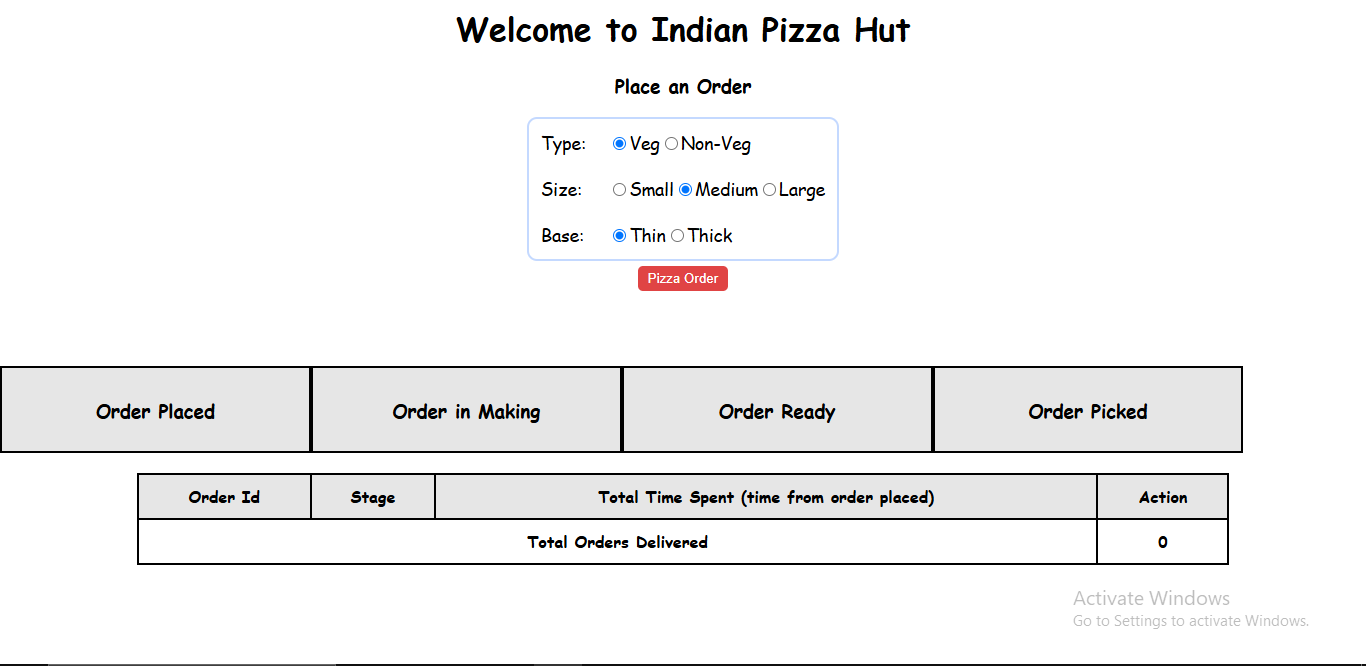 Welcome to Indian Pizza Hut
Place an Order
Type: Veg Non-Veg
Size: Small Medium Large
Base: Thin Thick
Pizza Order
Order Placed Order in Making Order Ready Order Picked
Order Id Stage Total Time Spent (time from order placed) Action
Total Orders Delivered 0
Activate Windows
Go to Settings to activate Windows.